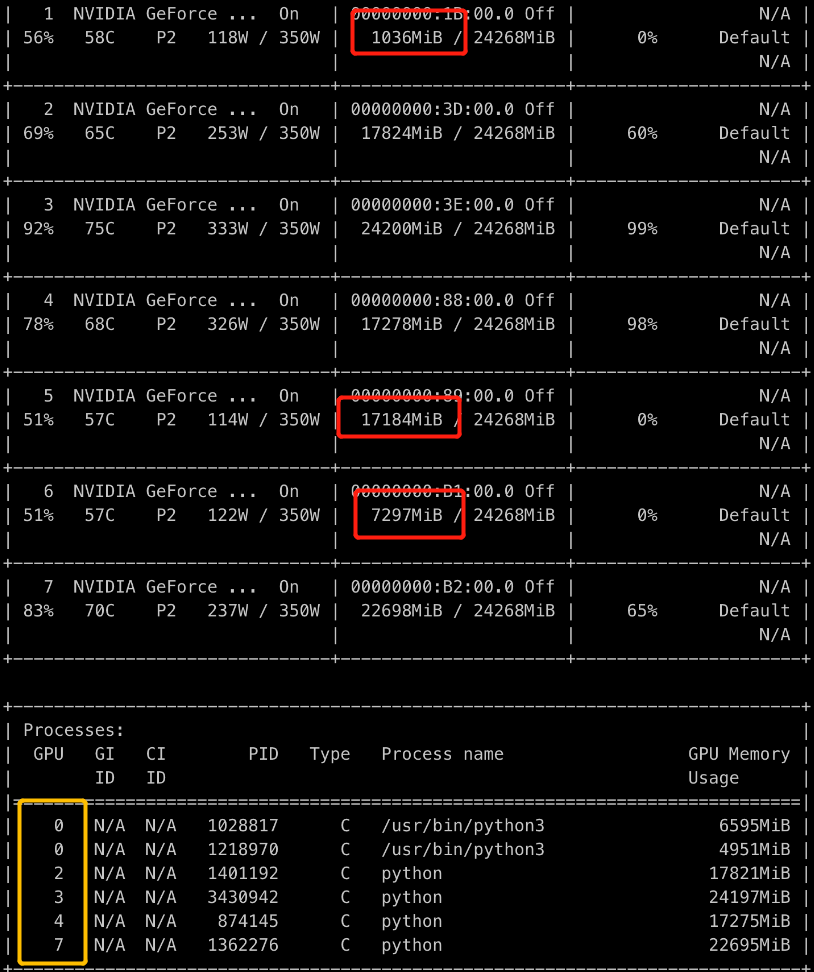 | 1 NVIDIA GeForce ... On | 00000000:1B:00.0 Off | N/A |
| 56% 58C P2 118W / 350W | 1036MiB / 24268MiB | 0% Default |
| | | N/A |
+-------------------------------+----------------------+----------------------+
| 2 NVIDIA GeForce ... On | 00000000:3D:00.0 Off | N/A |
| 69% 65C P2 253W / 350W | 17824MiB / 24268MiB | 60% Default |
| | | N/A |
+-------------------------------+----------------------+----------------------+
| 3 NVIDIA GeForce ... On | 00000000:3E:00.0 Off | N/A |
| 92% 75C P2 333W / 350W | 24200MiB / 24268MiB | 99% Default |
| | | N/A |
+-------------------------------+----------------------+----------------------+
| 4 NVIDIA GeForce ... On | 00000000:88:00.0 Off | N/A |
| 78% 68C P2 326W / 350W | 17278MiB / 24268MiB | 98% Default |
| | | N/A |
+-------------------------------+----------------------+----------------------+
| 5 NVIDIA GeForce ... On | 00000000:89:00.0 Off | N/A |
| 51% 57C P2 114W / 350W | 17184MiB / 24268MiB | 0% Default |
| | | N/A |
+-------------------------------+----------------------+----------------------+
| 6 NVIDIA GeForce ... On | 00000000:B1:00.0 Off | N/A |
| 51% 57C P2 122W / 350W | 7297MiB / 24268MiB | 0% Default |
| | | N/A |
+-------------------------------+----------------------+----------------------+
| 7 NVIDIA GeForce ... On | 00000000:B2:00.0 Off | N/A |
| 83% 70C P2 237W / 350W | 22698MiB / 24268MiB | 65% Default |
| | | N/A |
+-------------------------------+----------------------+----------------------+
+-----------------------------------------------------------------------------+
| Processes: |
| GPU GI CI PID Type Process name GPU Memory |
| ID ID Usage |
|=============================================================================|
| 0 N/A N/A 1028817 C /usr/bin/python3 6595MiB |
| 0 N/A N/A 1218970 C /usr/bin/python3 4951MiB |
| 2 N/A N/A 1401192 C python 17821MiB |
| 3 N/A N/A 3430942 C python 24197MiB |
| 4 N/A N/A 874145 C python 17275MiB |
| 7 N/A N/A 1362276 C python 22695MiB |
+-----------------------------------------------------------------------------+